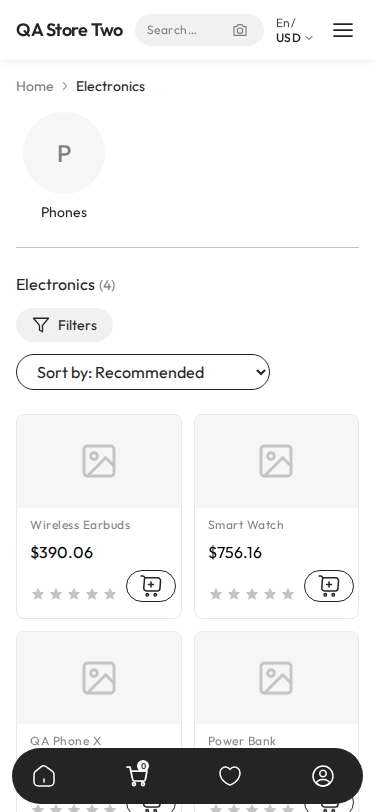 QA Store Two
Search...
En/
USD
Home > Electronics
P
Phones
Electronics (4)
Filters
Sort by: Recommended
Wireless Earbuds
$390.06
Smart Watch
$756.16
QA Phone X
Power Bank
0